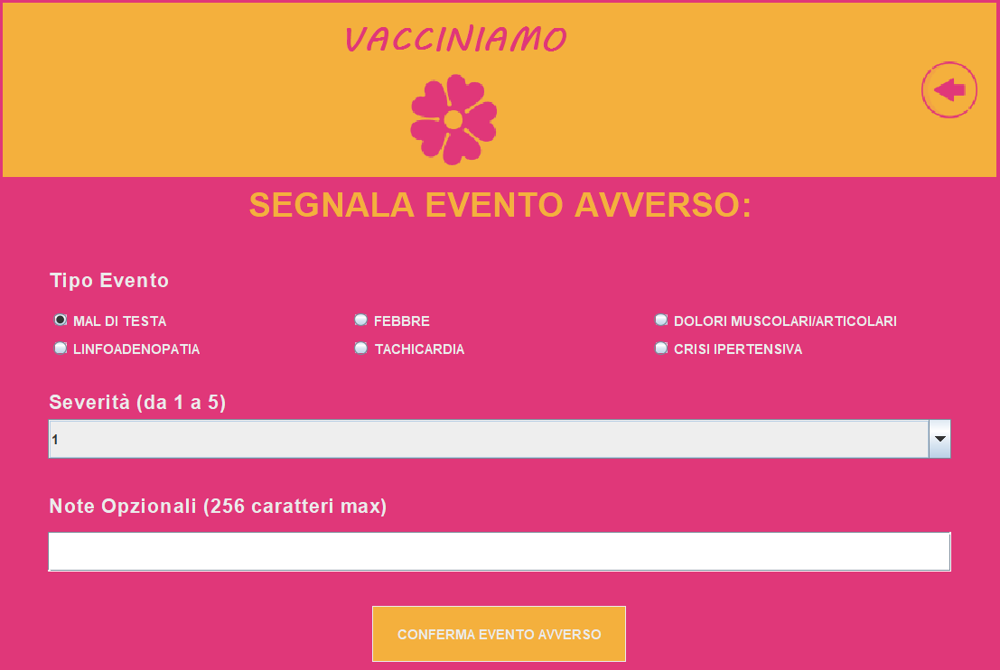 VACCINIAMO
SEGNALA EVENTO AVVERSO:
Tipo Evento
MAL DI TESTA FEBBRE DOLORI MUSCOLARI/ARTICOLARI
LINFOADENOPATIA TACHICARDIA CRISI IPERTENSIVA
Severità (da 1 a 5)
1
Note Opzionali (256 caratteri max)
CONFERMA EVENTO AVVERSO